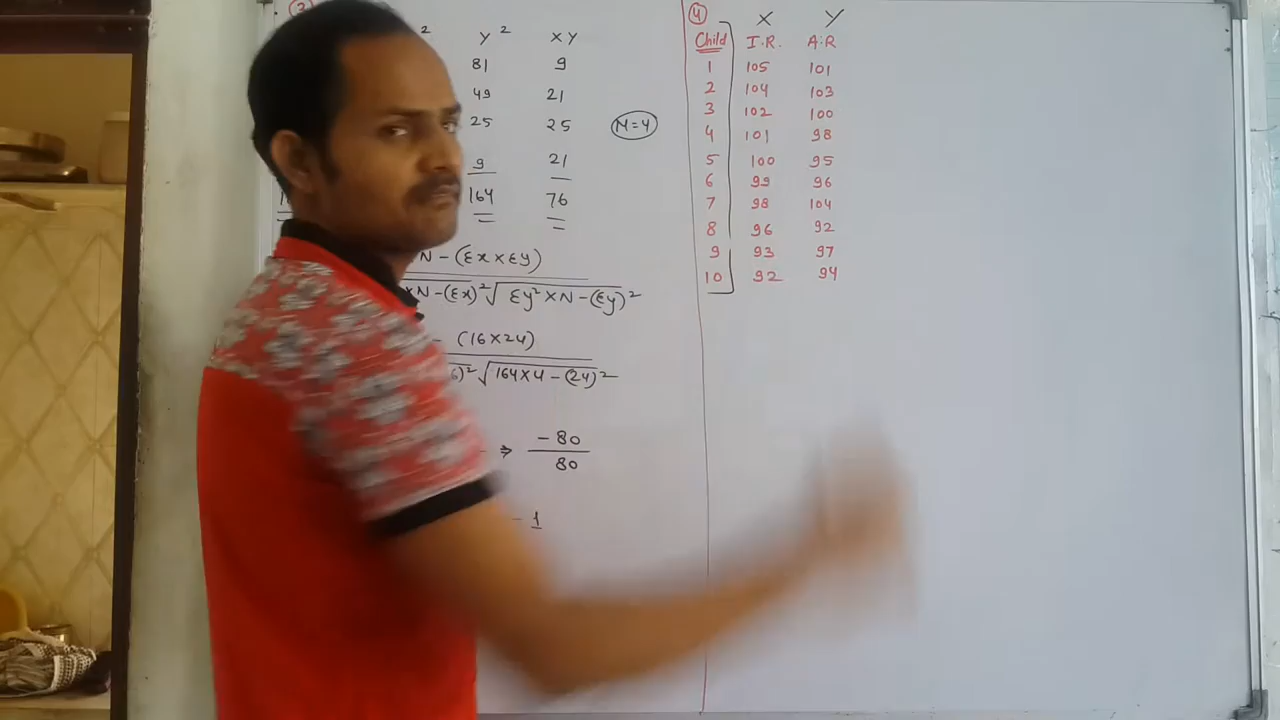 3
2 y² xy
81 9
49 21
25 25
N=4
9 21
164 76
N - (Σx×Σy)
×N-(Σx)² √Σy²×N-(Σy)²
- (16×24)
6)² √164×4-(24)²
⇒ -80
80
- 1
4 X Y
Child I.R. A.R
1 105 101
2 104 103
3 102 100
4 101 98
5 100 95
6 99 96
7 98 104
8 96 92
9 93 97
10 92 94